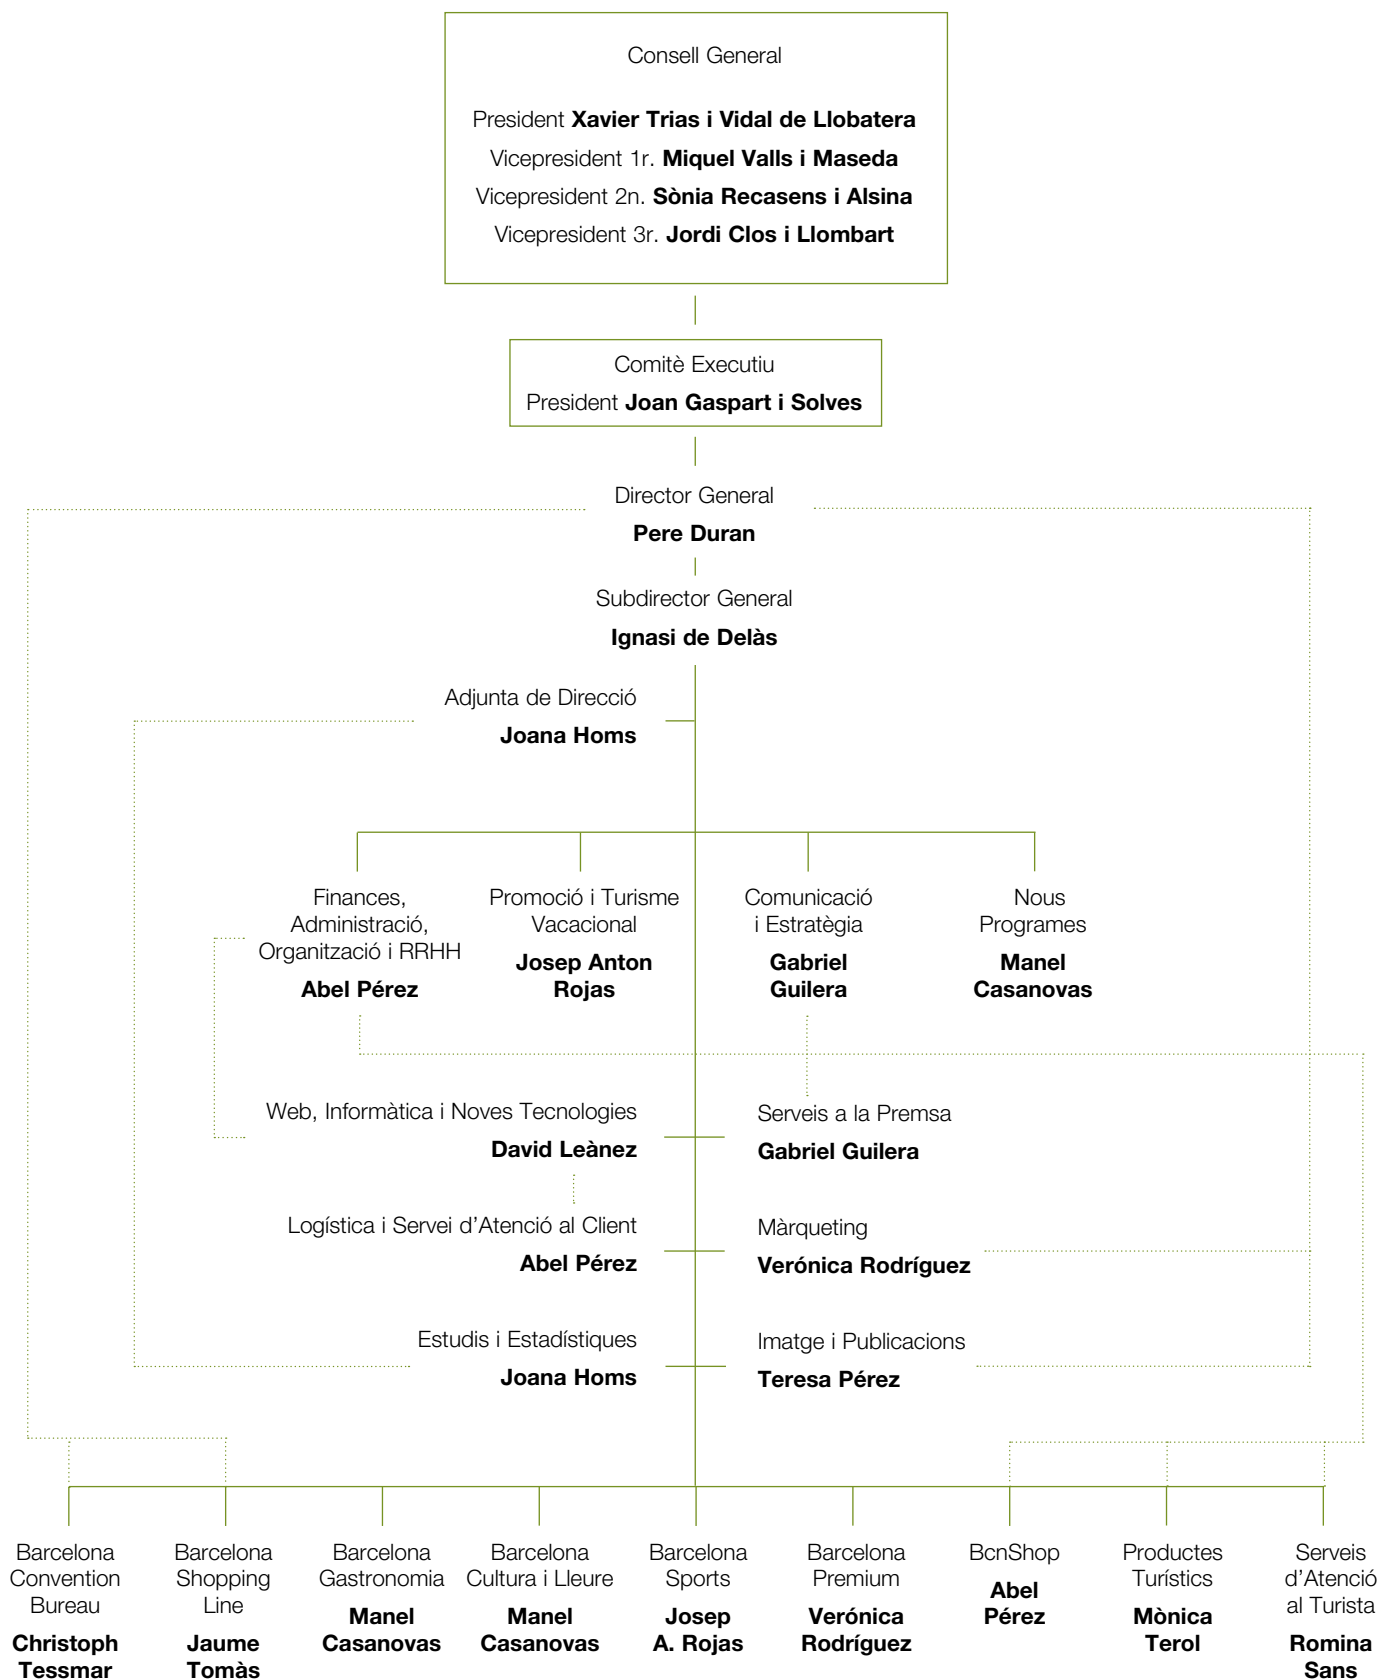 Consell General
President Xavier Trias i Vidal de Llobatera
Vicepresident 1r. Miquel Valls i Maseda
Vicepresident 2n. Sònia Recasens i Alsina
Vicepresident 3r. Jordi Clos i Llombart
Comitè Executiu
President Joan Gaspart i Solves
Director General
Pere Duran
Subdirector General
Ignasi de Delàs
Adjunta de Direcció
Joana Homs
Finances,
Administració,
Organització i RRHH
Abel Pérez
Promoció i Turisme
Vacacional
Josep Anton
Rojas
Comunicació
i Estratègia
Gabriel
Guilera
Nous
Programes
Manel
Casanovas
Web, Informàtica i Noves Tecnologies
David Leànez
Serveis a la Premsa
Gabriel Guilera
Logística i Servei d’Atenció al Client
Abel Pérez
Màrqueting
Verónica Rodríguez
Estudis i Estadístiques
Joana Homs
Imatge i Publicacions
Teresa Pérez
Barcelona
Convention
Bureau
Christoph
Tessmar
Barcelona
Shopping
Line
Jaume
Tomàs
Barcelona
Gastronomia
Manel
Casanovas
Barcelona
Cultura i Lleure
Manel
Casanovas
Barcelona
Sports
Josep
A. Rojas
Barcelona
Premium
Verónica
Rodríguez
BcnShop
Abel
Pérez
Productes
Turístics
Mònica
Terol
Serveis
d’Atenció
al Turista
Romina
Sans